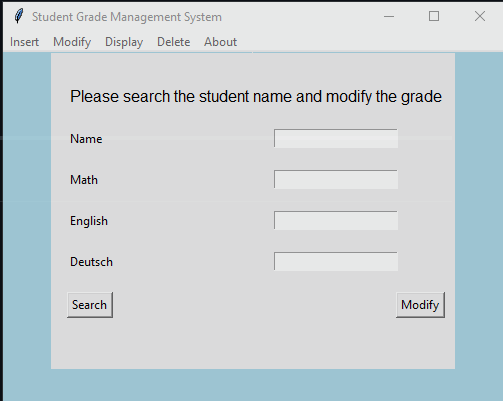 Student Grade Management System
Insert Modify Display Delete About
Please search the student name and modify the grade
Name
Math
English
Deutsch
Search Modify